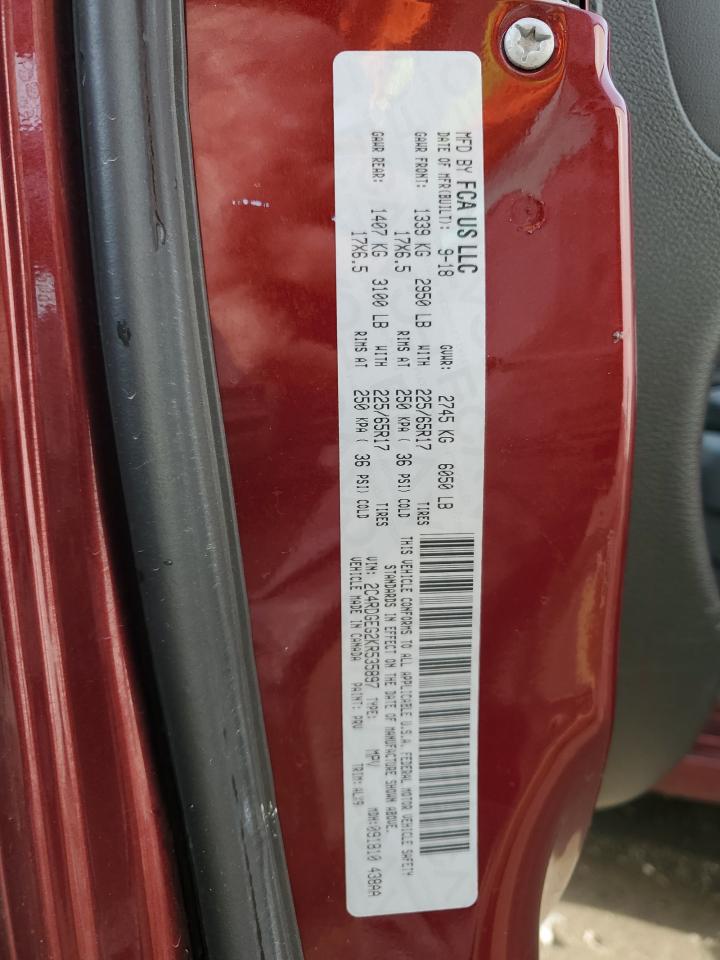 MFD BY FCA US LLC
DATE OF MFR(BUILT): 9-18 GVWR: 2745 KG 6050 LB
GAWR FRONT: 1339 KG 2950 LB WITH 225/65R17 TIRES
17X6.5 RIMS AT 250 KPA ( 36 PSI) COLD
GAWR REAR: 1407 KG 3100 LB WITH 225/65R17 TIRES
17X6.5 RIMS AT 250 KPA ( 36 PSI) COLD
THIS VEHICLE CONFORMS TO ALL APPLICABLE U.S.A. FEDERAL MOTOR VEHICLE SAFETY
STANDARDS IN EFFECT ON THE DATE OF MANUFACTURE SHOWN ABOVE.
VIN: 2C4RDGEG2KR535897 TYPE: MPV MDH:091810 438AA
VEHICLE MADE IN CANADA PAINT: PRV TRIM: